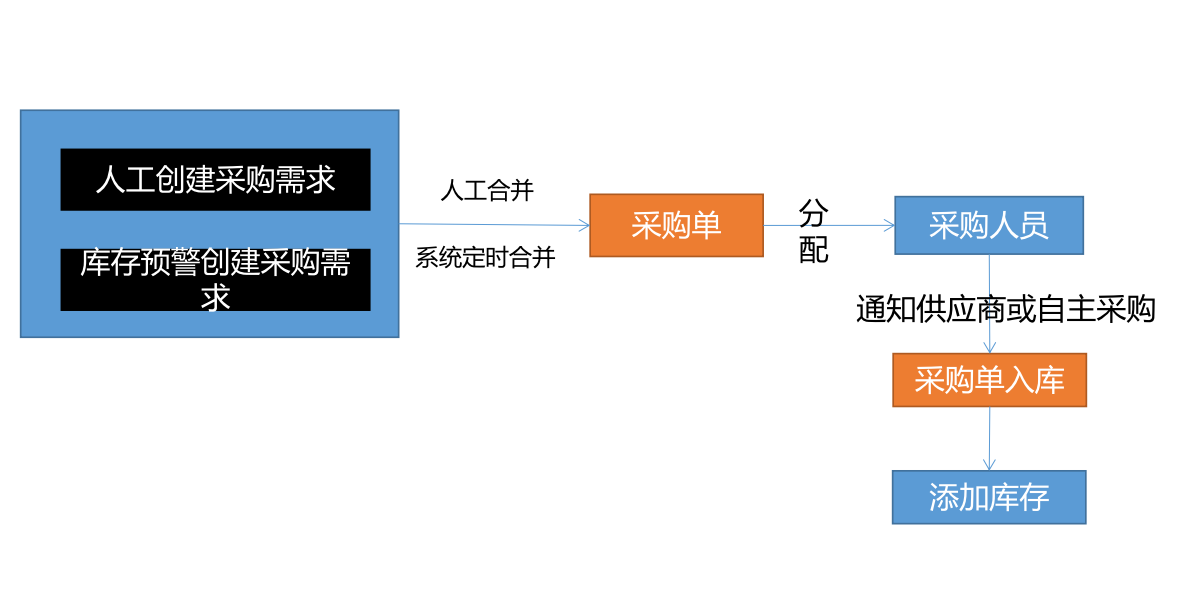 人工创建采购需求
库存预警创建采购需
求
人工合并
系统定时合并
采购单
分
配
采购人员
通知供应商或自主采购
采购单入库
添加库存